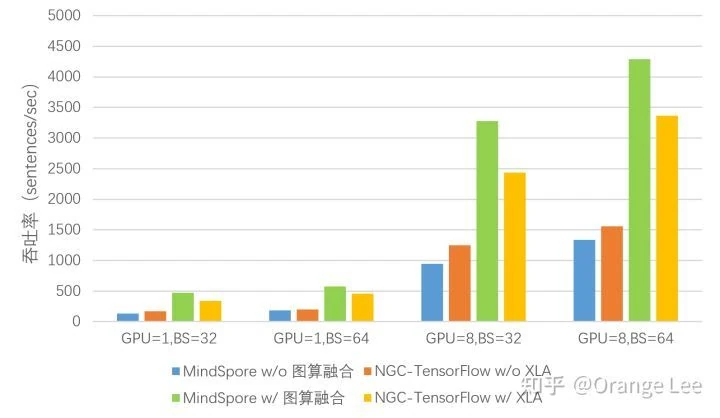 5000
4500
4000
3500
3000
2500
2000
1500
1000
500
0
吞吐率（sentences/sec）
GPU=1,BS=32 GPU=1,BS=64 GPU=8,BS=32 GPU=8,BS=64
MindSpore w/o 图算融合 NGC-TensorFlow w/o XLA
MindSpore w/ 图算融合 NGC-TensorFlow w/ XLA
知乎 @Orange Lee